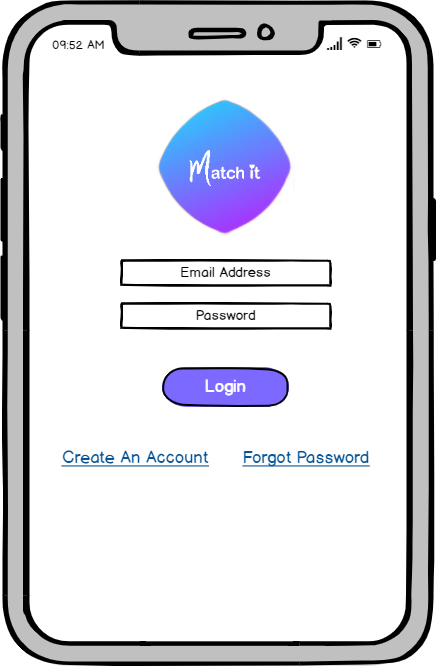 09:52 AM
Match it
Email Address
Password
Login
Create An Account Forgot Password